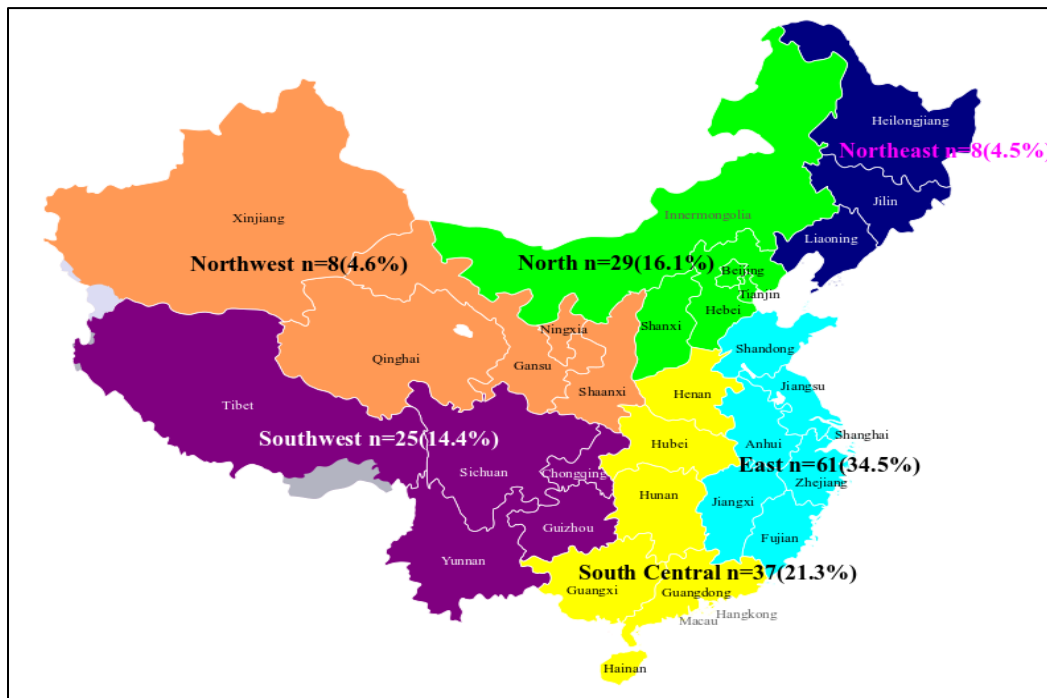 Heilongjiang
Northeast n=8(4.5%)
Jilin
Innermongolia
Xinjiang
Liaoning
Northwest n=8(4.6%)
North n=29(16.1%)
Beijing
Tianjin
Hebei
Ningxia
Shanxi
Shandong
Qinghai
Gansu
Jiangsu
Shaanxi
Henan
Tibet
Shanghai
Southwest n=25(14.4%)
Hubei
Anhui
East n=61(34.5%)
Sichuan
Chongqing
Zhejiang
Hunan
Jiangxi
Guizhou
Fujian
Yunnan
South Central n=37(21.3%)
Guangxi
Guangdong
Hangkong
Macau
Hainan